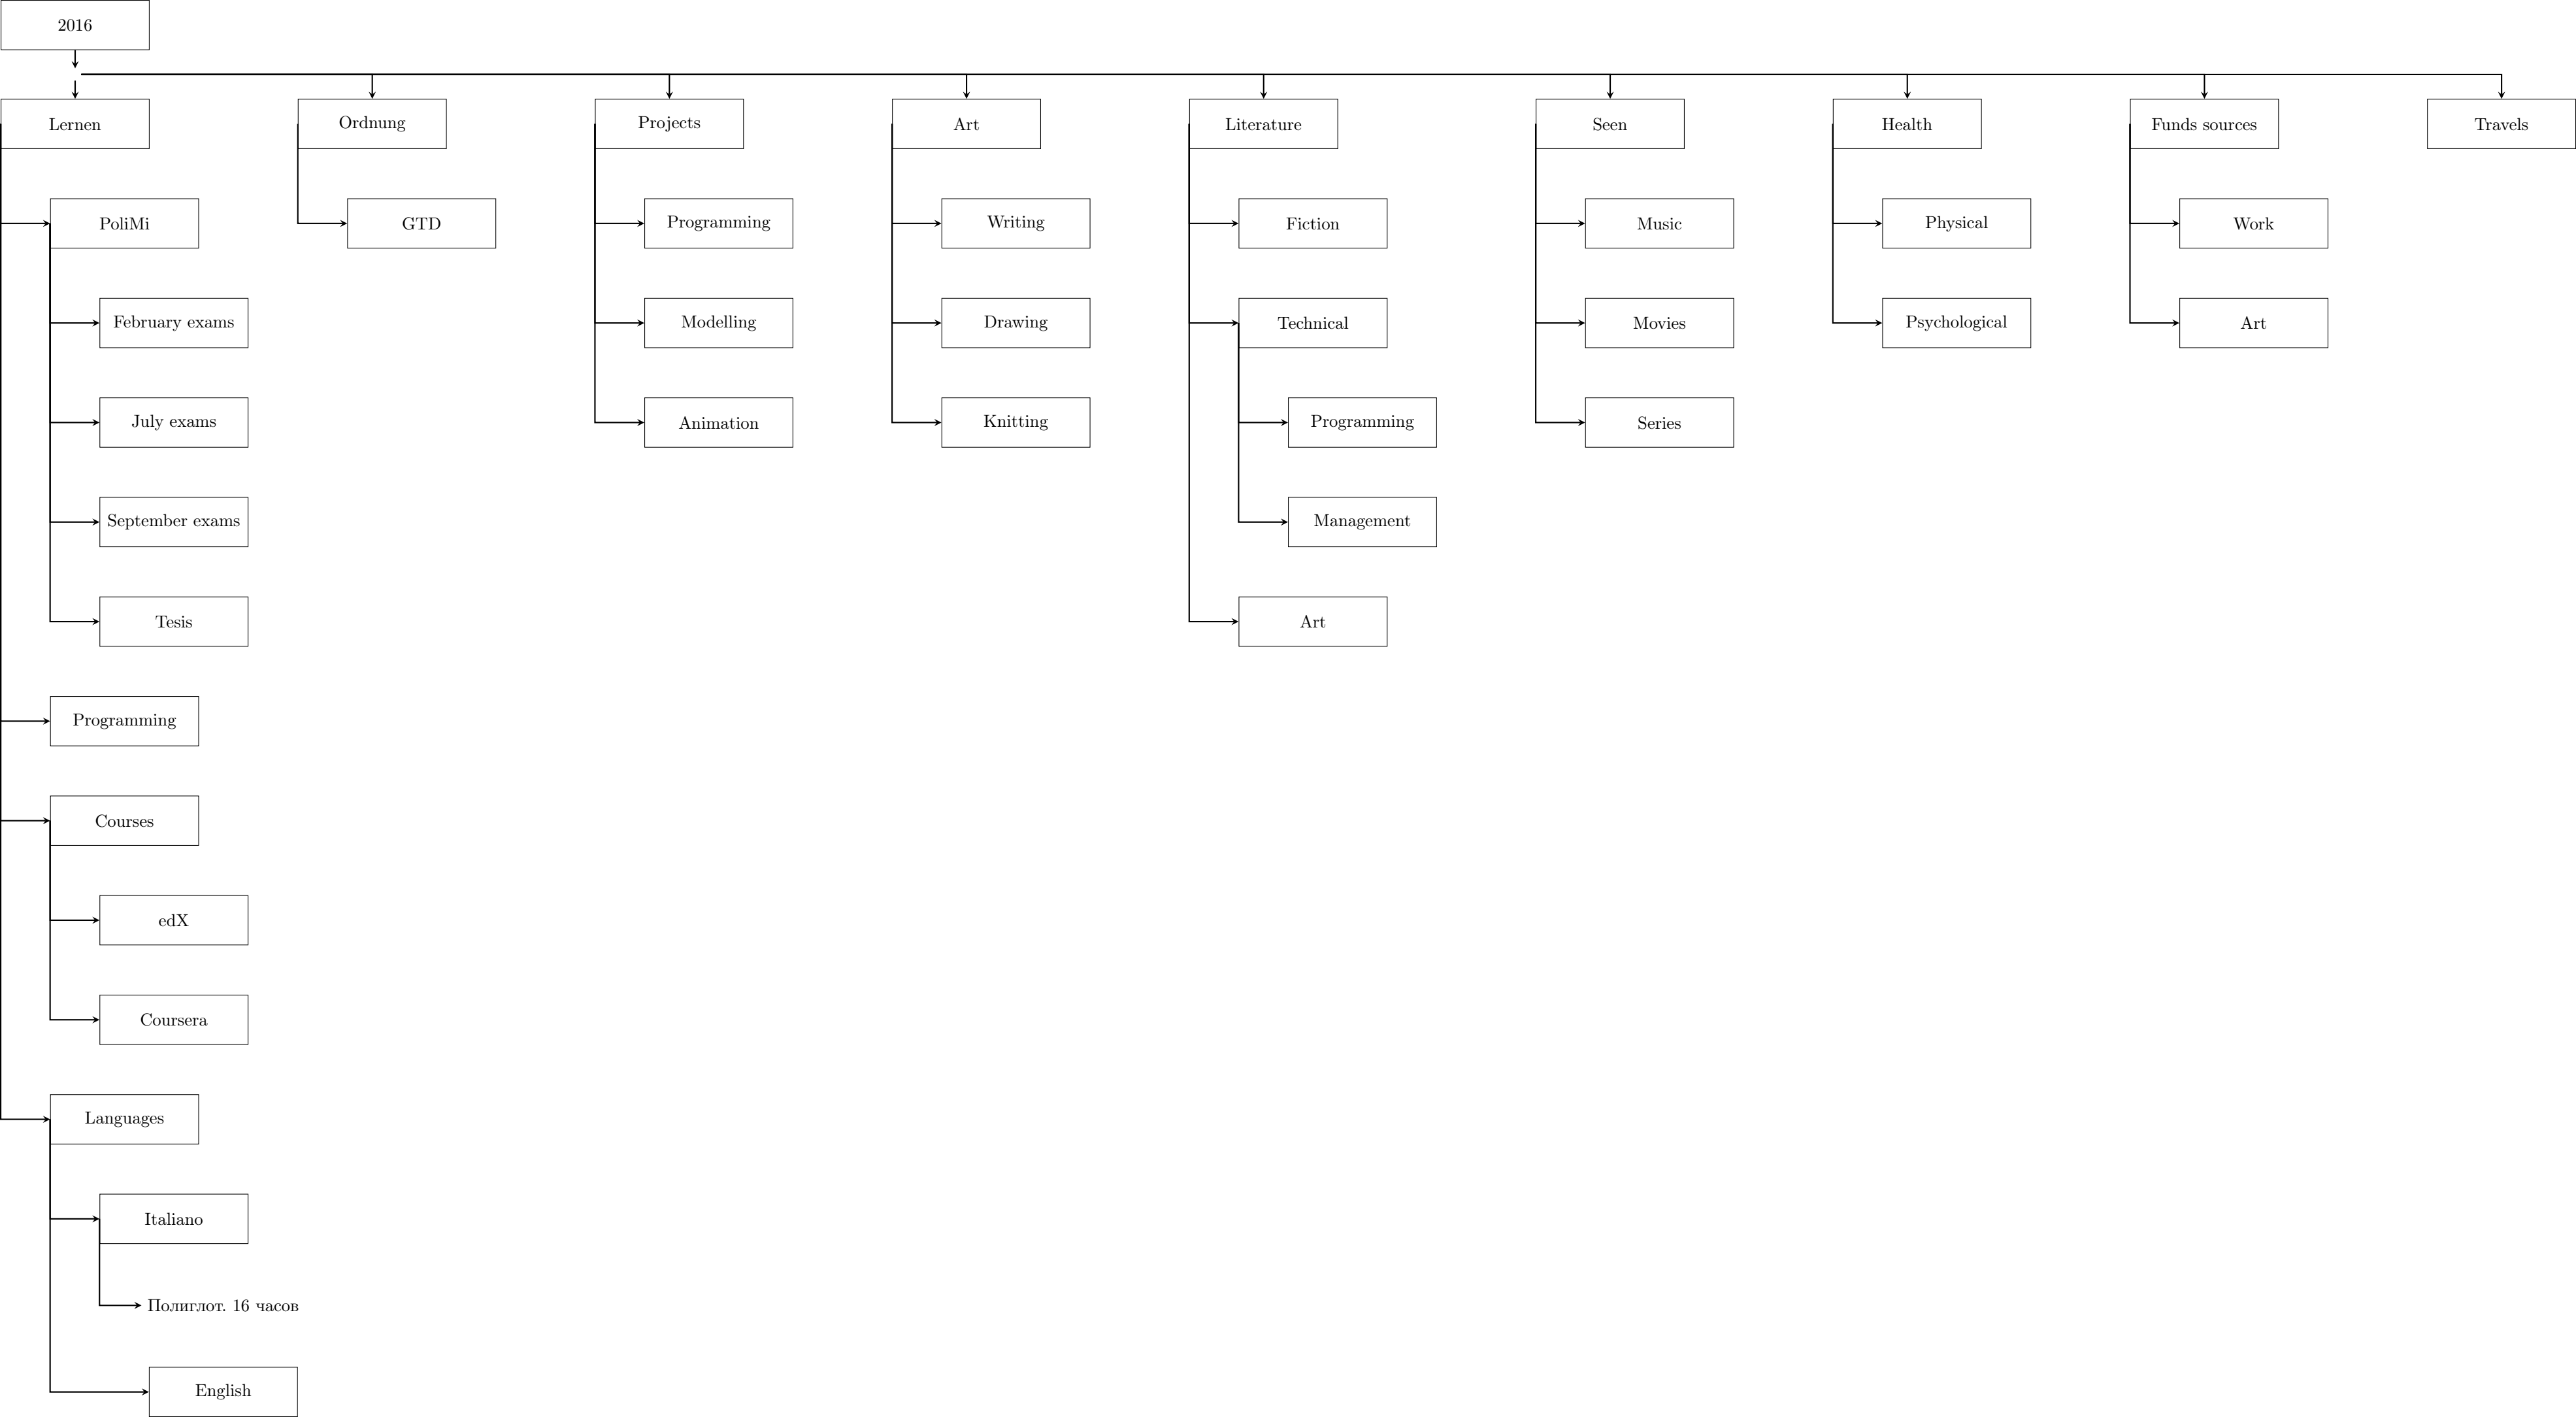 2016
Lernen
Ordnung
Projects
Art
Literature
Seen
Health
Funds sources
Travels
PoliMi
GTD
Programming
Writing
Fiction
Music
Physical
Work
February exams
Modelling
Drawing
Technical
Movies
Psychological
Art
July exams
Animation
Knitting
Programming
Series
September exams
Management
Tesis
Art
Programming
Courses
edX
Coursera
Languages
Italiano
Полиглот. 16 часов
English